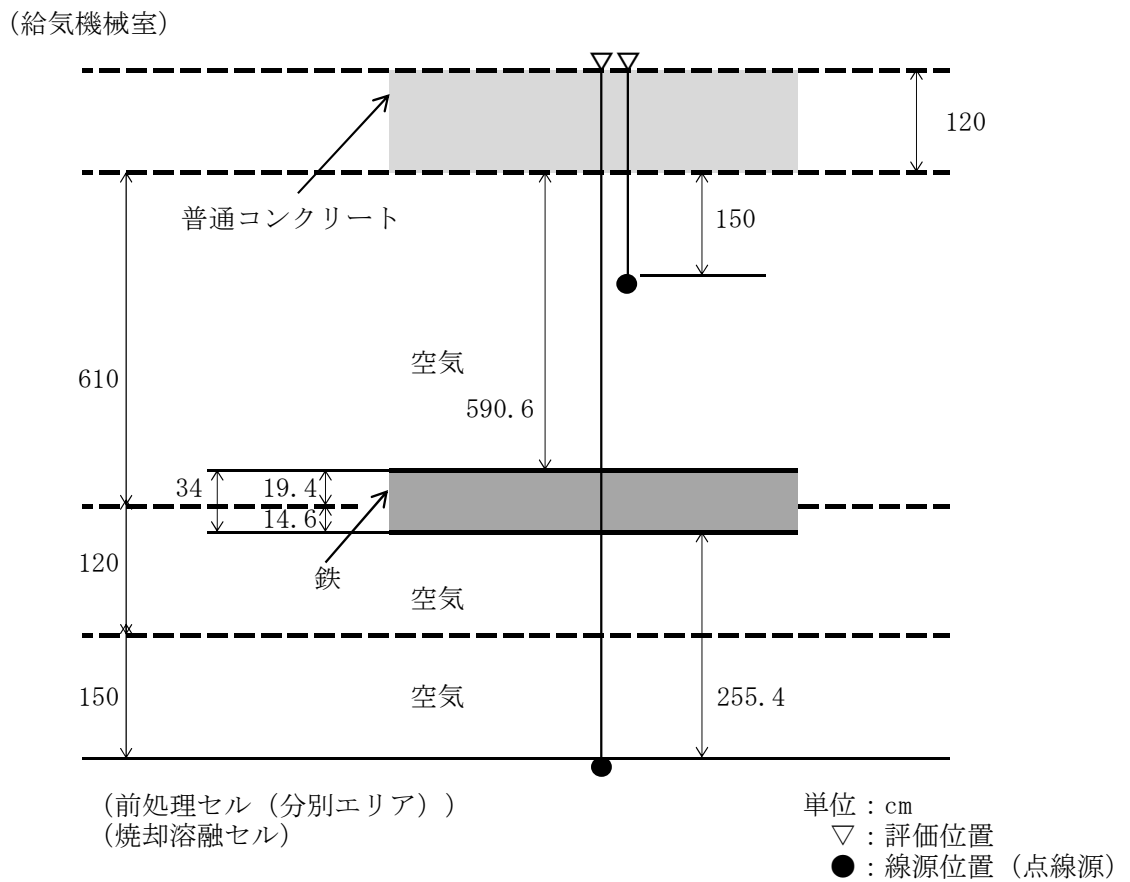 (給気機械室)
120
普通コンクリート
150
空気
610
590.6
34
19.4
14.6
120
鉄
空気
150
空気
255.4
(前処理セル(分別エリア))
(焼却溶融セル)
単位:cm
▽:評価位置
●:線源位置(点線源)